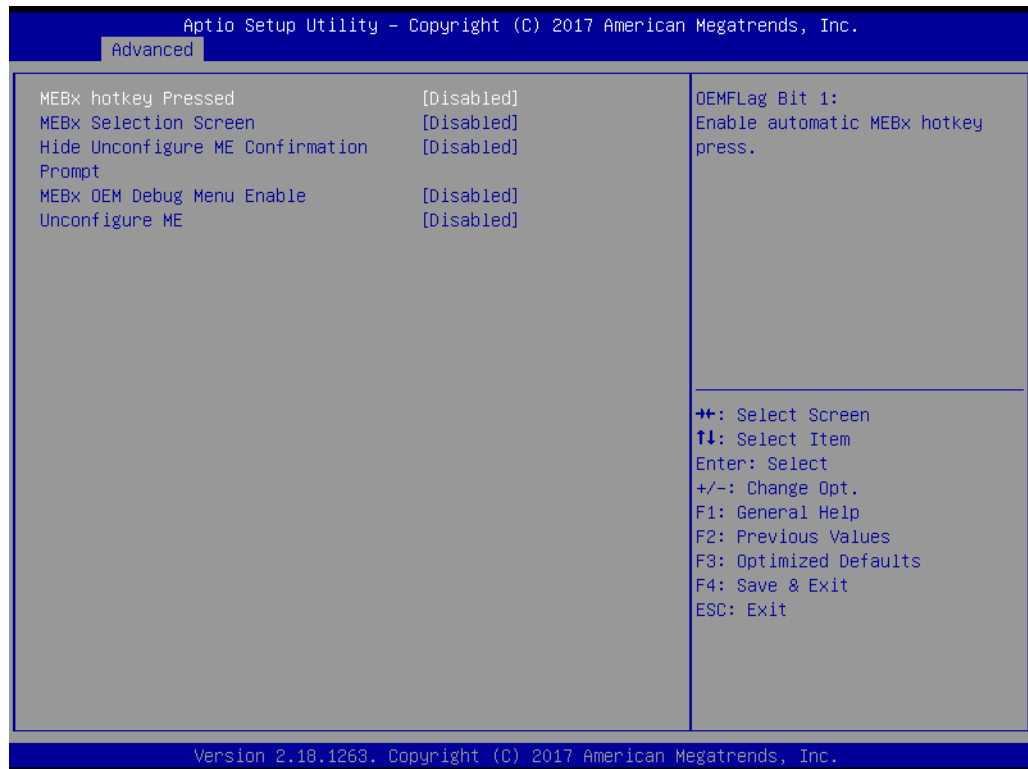 Aptio Setup Utility – Copyright (C) 2017 American Megatrends, Inc.
Advanced
MEBx hotkey Pressed [Disabled]
MEBx Selection Screen [Disabled]
Hide Unconfigure ME Confirmation [Disabled]
Prompt
MEBx OEM Debug Menu Enable [Disabled]
Unconfigure ME [Disabled]
OEMFLag Bit 1:
Enable automatic MEBx hotkey
press.
→←: Select Screen
↑↓: Select Item
Enter: Select
+/-: Change Opt.
F1: General Help
F2: Previous Values
F3: Optimized Defaults
F4: Save & Exit
ESC: Exit
Version 2.18.1263. Copyright (C) 2017 American Megatrends, Inc.